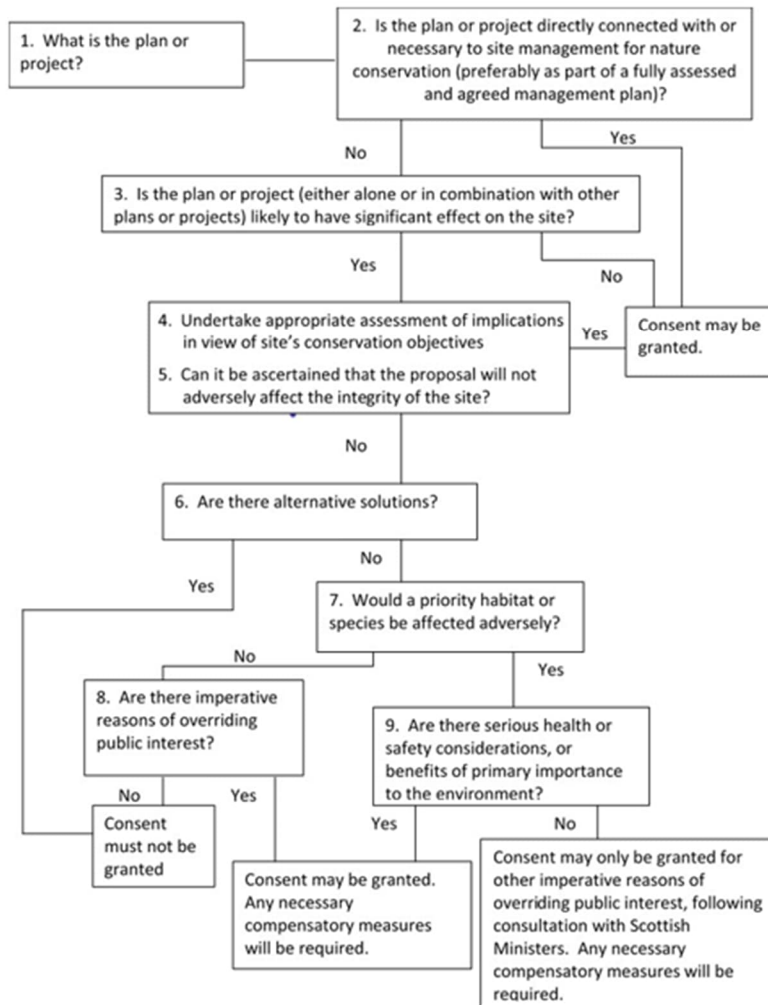 1. What is the plan or
project?
2. Is the plan or project directly connected with or
necessary to site management for nature
conservation (preferably as part of a fully assessed
and agreed management plan)?
No
Yes
3. Is the plan or project (either alone or in combination with other
plans or projects) likely to have significant effect on the site?
Yes
No
4. Undertake appropriate assessment of implications
in view of site's conservation objectives
5. Can it be ascertained that the proposal will not
adversely affect the integrity of the site?
Yes
Consent may be
granted.
No
6. Are there alternative solutions?
Yes
No
7. Would a priority habitat or
species be affected adversely?
No
Yes
8. Are there imperative
reasons of overriding
public interest?
9. Are there serious health or
safety considerations, or
benefits of primary importance
to the environment?
No
Yes
Yes
No
Consent
must not be
granted
Consent may be granted.
Any necessary
compensatory measures
will be required.
Consent may only be granted for
other imperative reasons of
overriding public interest, following
consultation with Scottish
Ministers. Any necessary
compensatory measures will be
required.